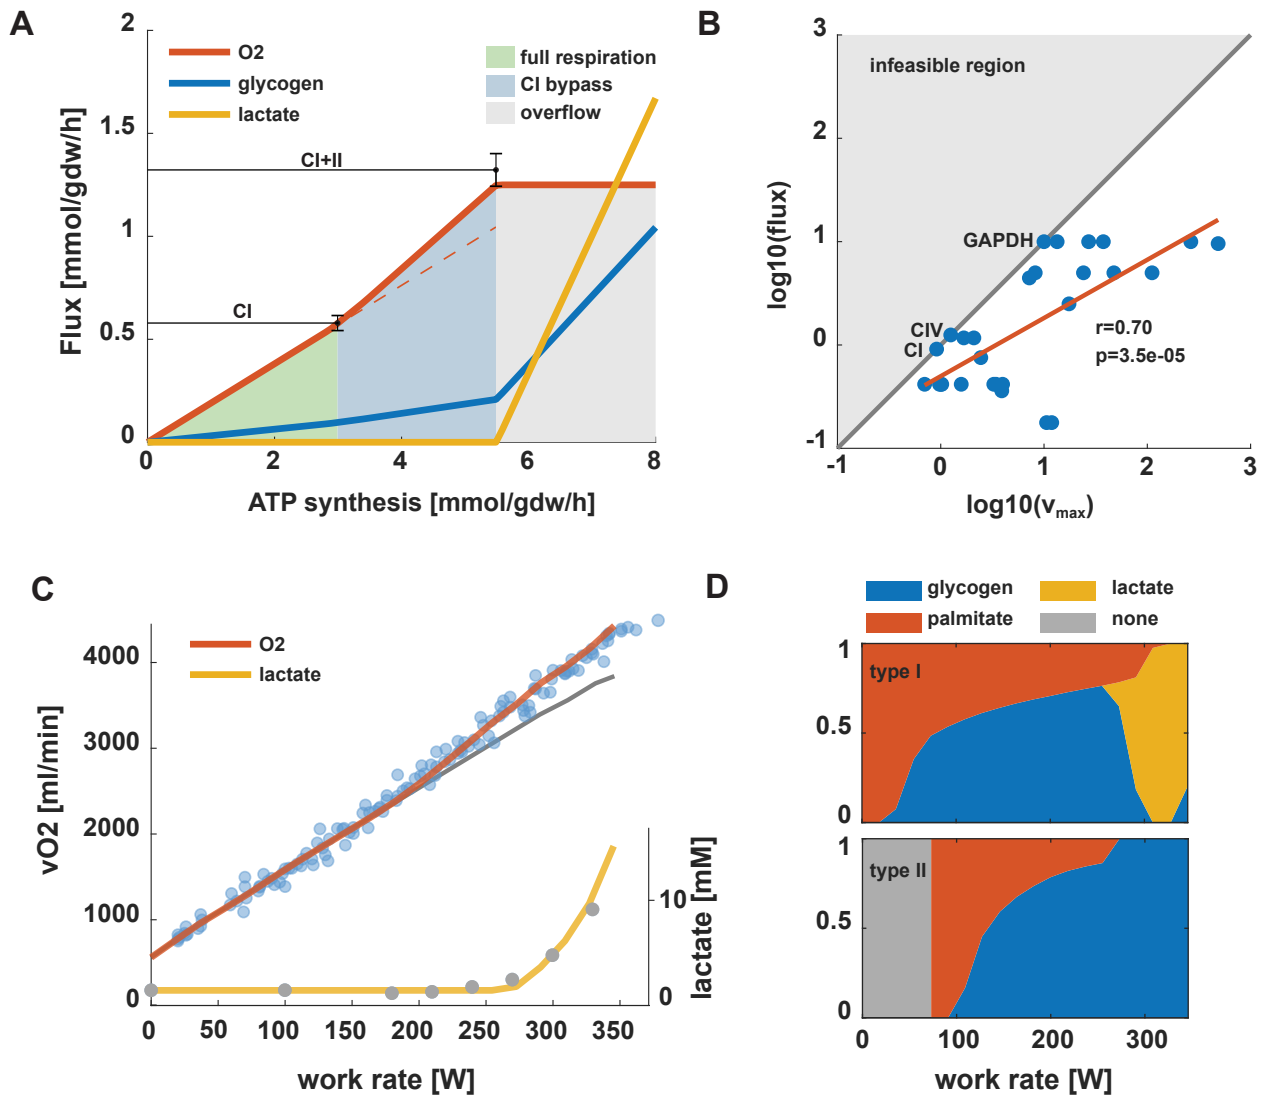 A
O2
glycogen
lactate
full respiration
CI bypass
overflow
CI+II
CI
2
1.5
1
0.5
0
0 2 4 6 8
Flux [mmol/gdw/h]
ATP synthesis [mmol/gdw/h]
B
infeasible region
GAPDH
CIV
CI
r=0.70
p=3.5e-05
3
2
1
0
-1
-1 0 1 2 3
log10(flux)
log10(vmax)
C
O2
lactate
4000
3000
2000
1000
0
0 50 100 150 200 250 300 350
vO2 [ml/min]
10
0
lactate [mM]
work rate [W]
D
glycogen lactate
palmitate none
type I
1
0.5
0
type II
1
0.5
0
0 100 200 300
work rate [W]